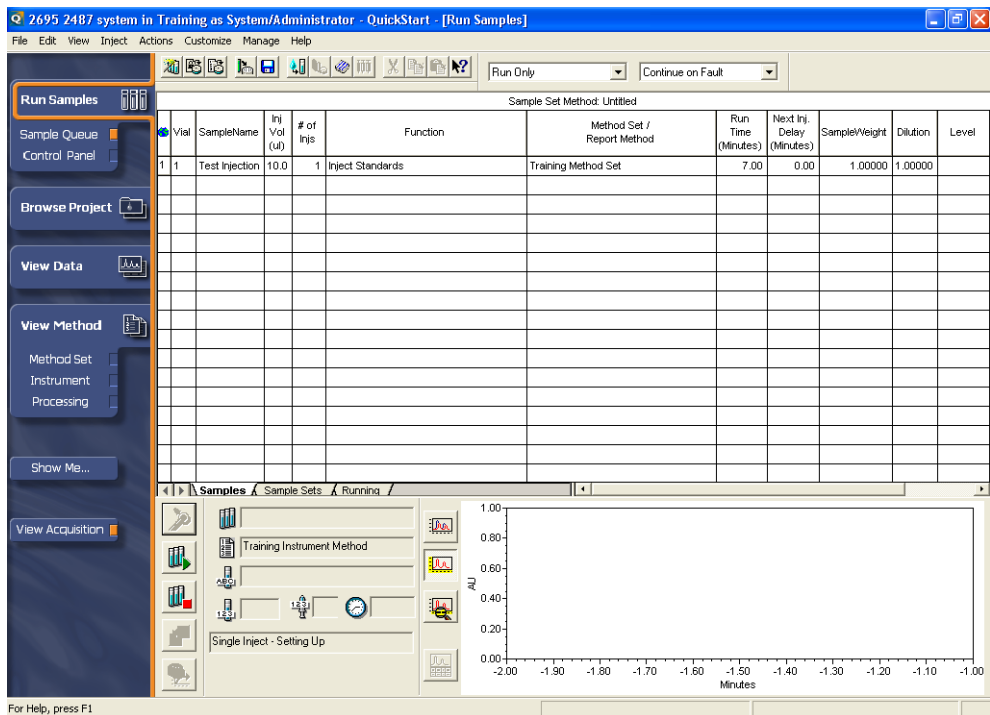 2695 2487 system in Training as System/Administrator - QuickStart - [Run Samples]
File Edit View Inject Actions Customize Manage Help
Run Only Continue on Fault
Run Samples
Sample Queue
Control Panel
Browse Project
View Data
View Method
Method Set
Instrument
Processing
Show Me...
View Acquisition
Sample Set Method: Untitled
Vial SampleName Inj Vol (ul) # of Injs Function Method Set / Report Method Run Time (Minutes) Next Inj. Delay (Minutes) SampleWeight Dilution Level
1 1 Test Injection 10.0 1 Inject Standards Training Method Set 7.00 0.00 1.00000 1.00000
Samples Sample Sets Running
Training Instrument Method
ABC
123 123
Single Inject - Setting Up
1.00
0.80
0.60
0.40
0.20
0.00
AU
-2.00 -1.90 -1.80 -1.70 -1.60 -1.50 -1.40 -1.30 -1.20 -1.10 -1.00
Minutes
For Help, press F1